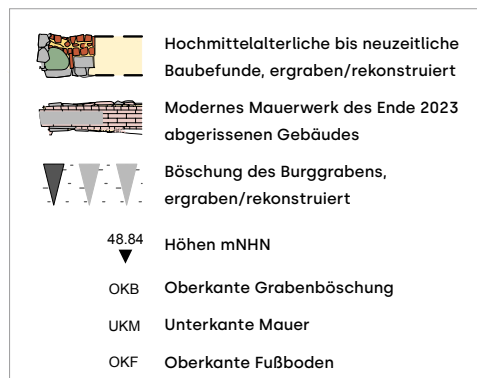 Hochmittelalterliche bis neuzeitliche
Baubefunde, ergraben/rekonstruiert
Modernes Mauerwerk des Ende 2023
abgerissenen Gebäudes
Böschung des Burggrabens,
ergraben/rekonstruiert
48.84 Höhen mNHN
OKB Oberkante Grabenböschung
UKM Unterkante Mauer
OKF Oberkante Fußboden